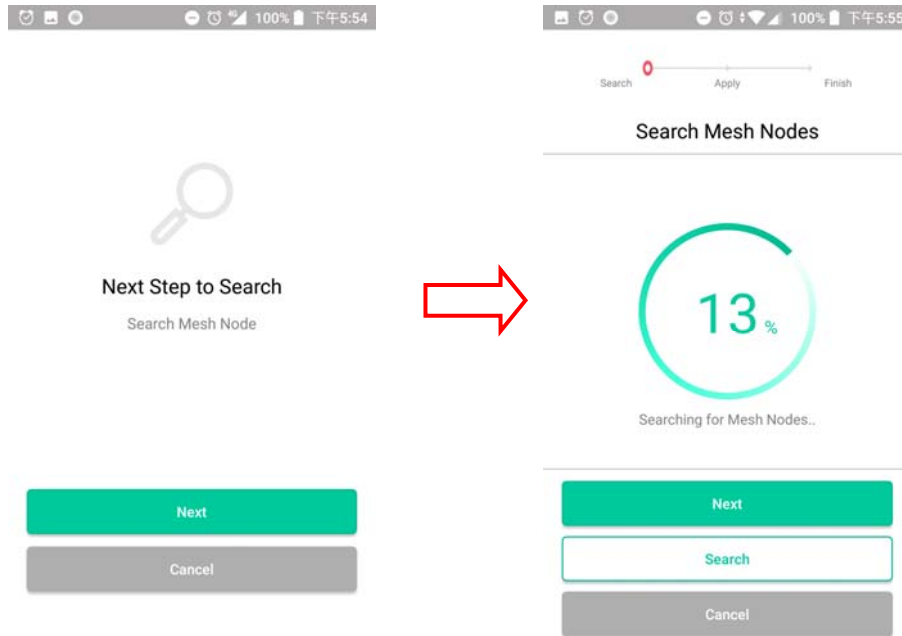 100% 下午5:54
Next Step to Search
Search Mesh Node
Next
Cancel
100% 下午5:55
Search Apply Finish
Search Mesh Nodes
13 %
Searching for Mesh Nodes..
Next
Search
Cancel